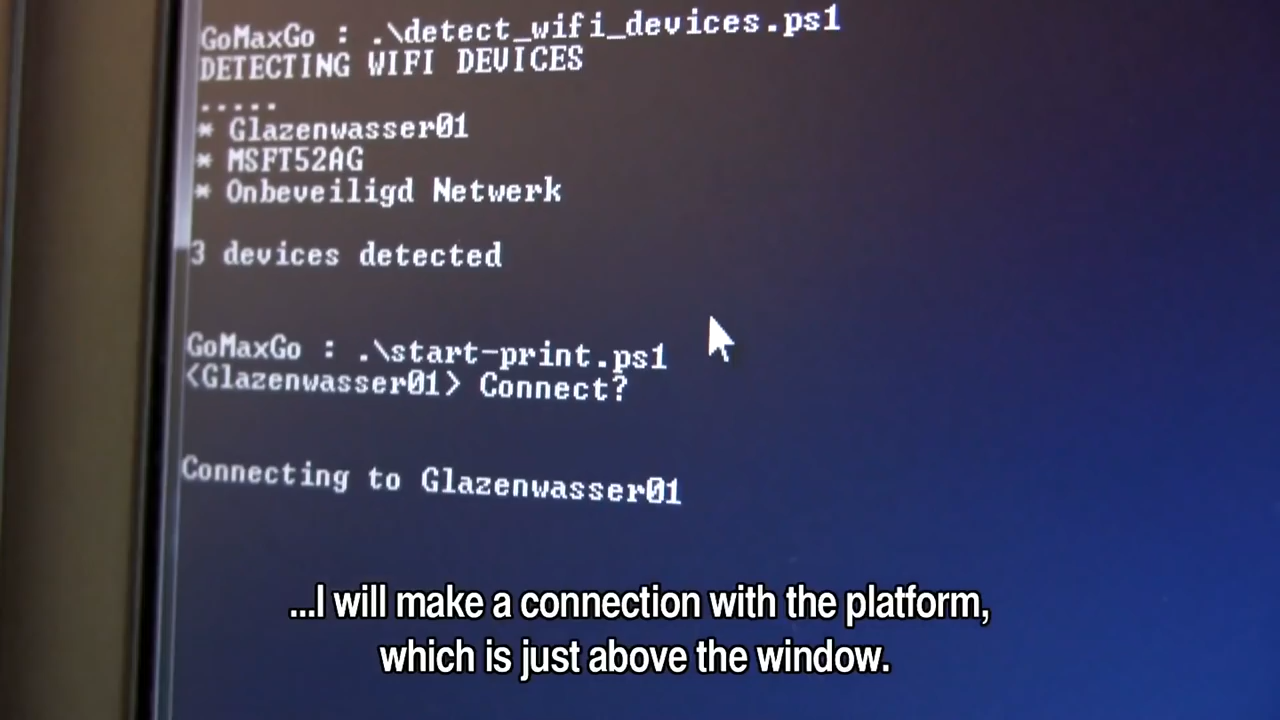 GoMaxGo : .\detect_wifi_devices.ps1
DETECTING WIFI DEVICES
.....
* Glazenwasser01
* MSFT52AG
* Onbeveiligd Netwerk
3 devices detected
GoMaxGo : .\start-print.ps1
<Glazenwasser01> Connect?
Connecting to Glazenwasser01
...I will make a connection with the platform,
which is just above the window.